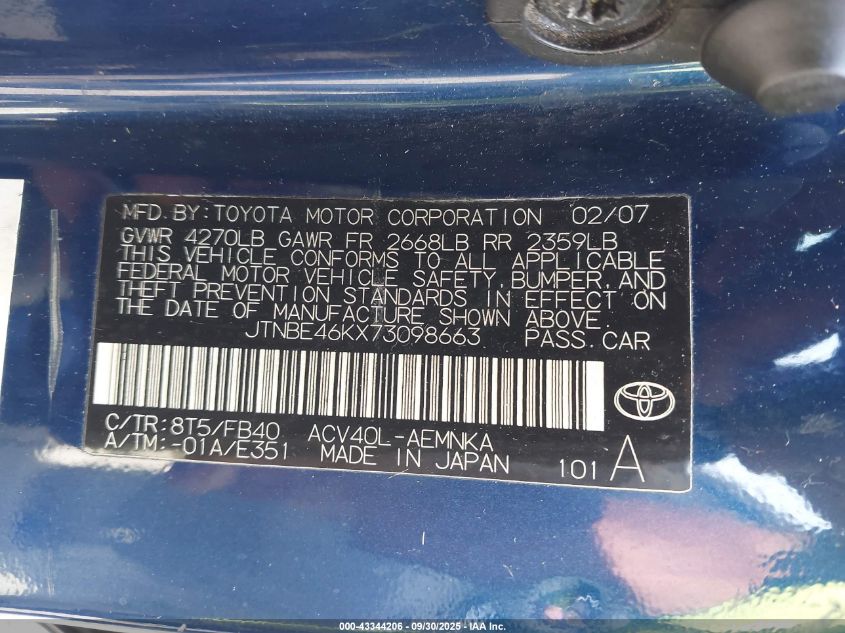 MFD. BY: TOYOTA MOTOR CORPORATION 02/07
GVWR 4270LB GAWR FR 2668LB RR 2359LB
THIS VEHICLE CONFORMS TO ALL APPLICABLE
FEDERAL MOTOR VEHICLE SAFETY, BUMPER, AND
THEFT PREVENTION STANDARDS IN EFFECT ON
THE DATE OF MANUFACTURE SHOWN ABOVE
JTNBE46KX73098663 PASS. CAR
C/TR: 8T5/FB40 ACV40L-AEMNKA
A/TM: -01A/E351 MADE IN JAPAN 101 A
000-43344206 - 09/30/2025 - IAA Inc.